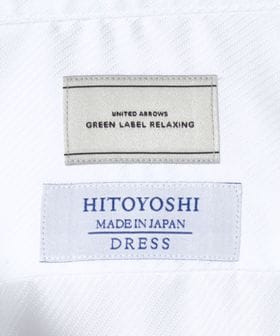 UNITED ARROWS
GREEN LABEL RELAXING
HITOYOSHI
MADE IN JAPAN
DRESS